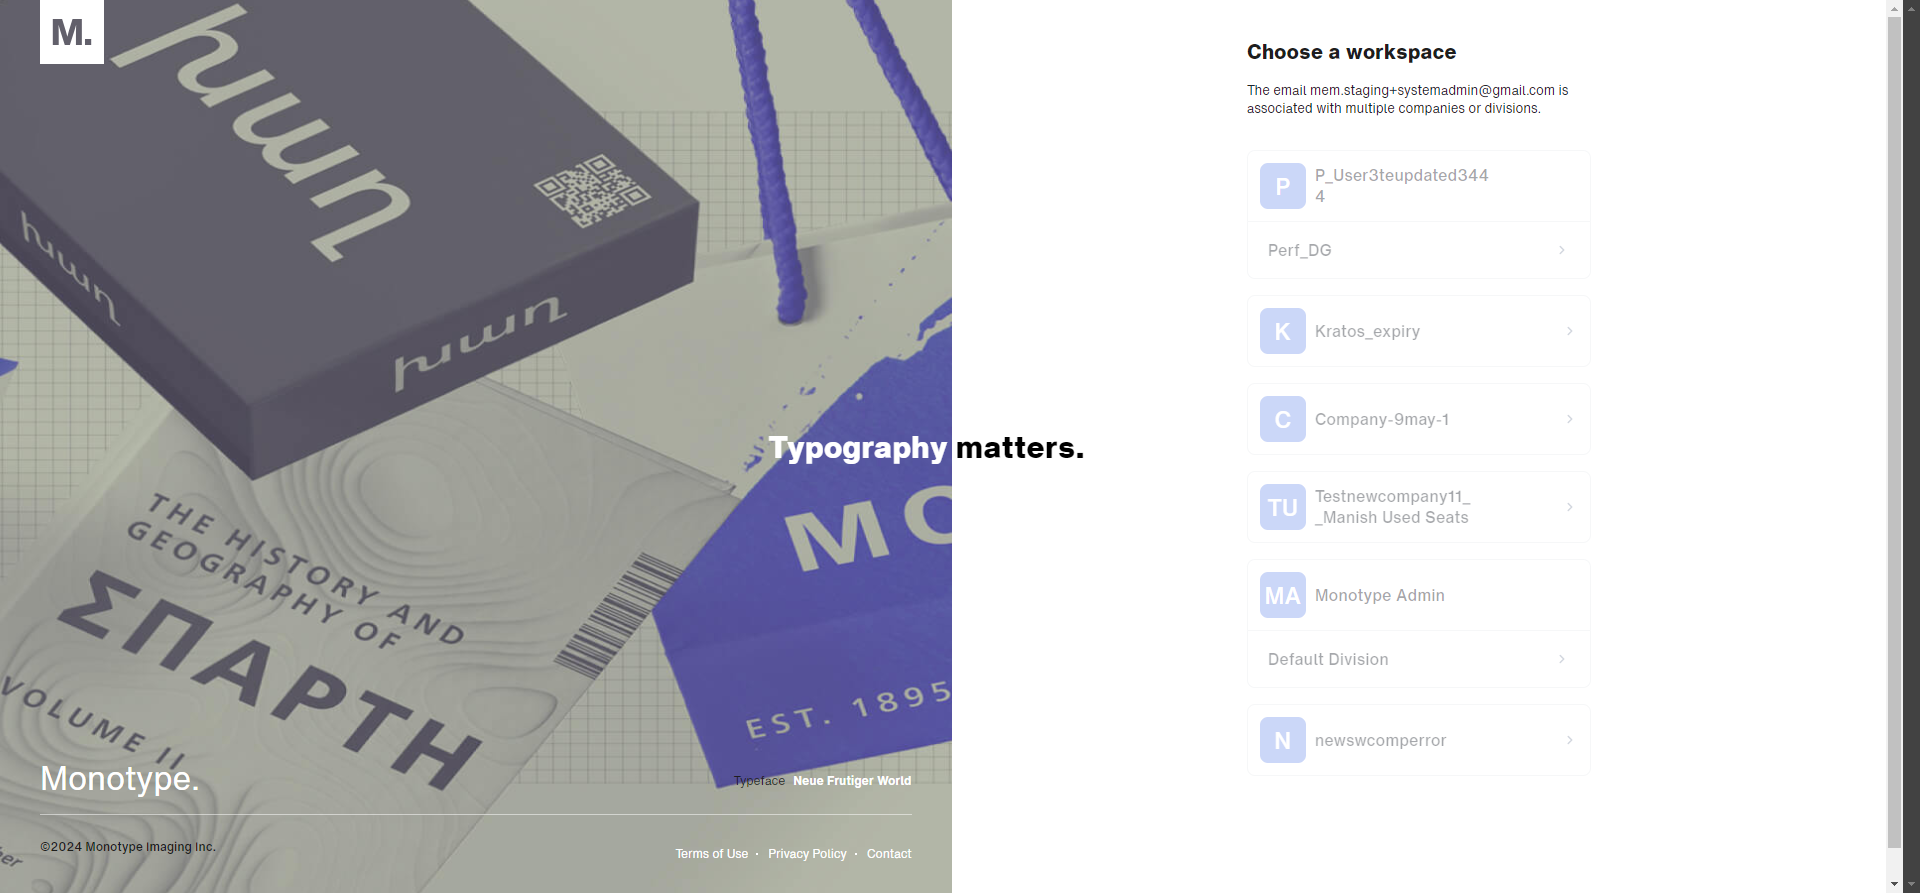 M.
THE HISTORY AND
GEOGRAPHY OF
ΣΠΑΡΤΗ
VOLUME II
MO
EST. 1895
Typography matters.
Monotype.
Typeface Neue Frutiger World
©2024 Monotype Imaging Inc.
Terms of Use · Privacy Policy · Contact
Choose a workspace
The email mem.staging+systemadmin@gmail.com is
associated with multiple companies or divisions.
P
P_User3teupdated344
4
Perf_DG
K
Kratos_expiry
C
Company-9may-1
TU
Testnewcompany11_
_Manish Used Seats
MA
Monotype Admin
Default Division
N
newswcomperror